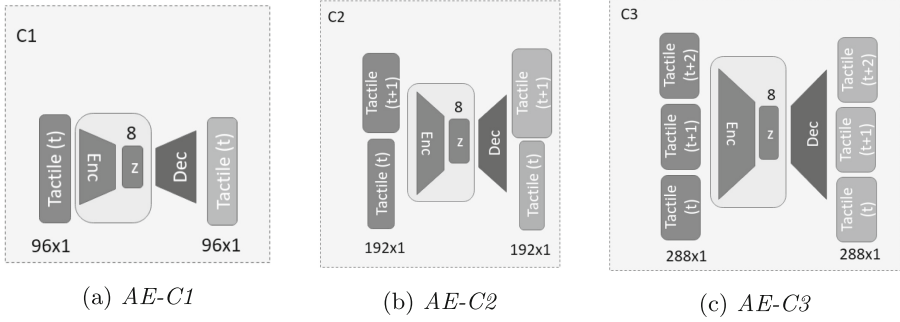 C1
Tactile (t)
Enc
8
z
Dec
Tactile (t)
96x1
96x1
(a) AE-C1
C2
Tactile
(t+1)
Tactile (t)
Enc
8
z
Dec
Tactile
(t+1)
Tactile (t)
192x1
192x1
(b) AE-C2
C3
Tactile
(t+2)
Tactile
(t+1)
Tactile
(t)
Enc
8
z
Dec
Tactile
(t+2)
Tactile
(t+1)
Tactile
(t)
288x1
288x1
(c) AE-C3